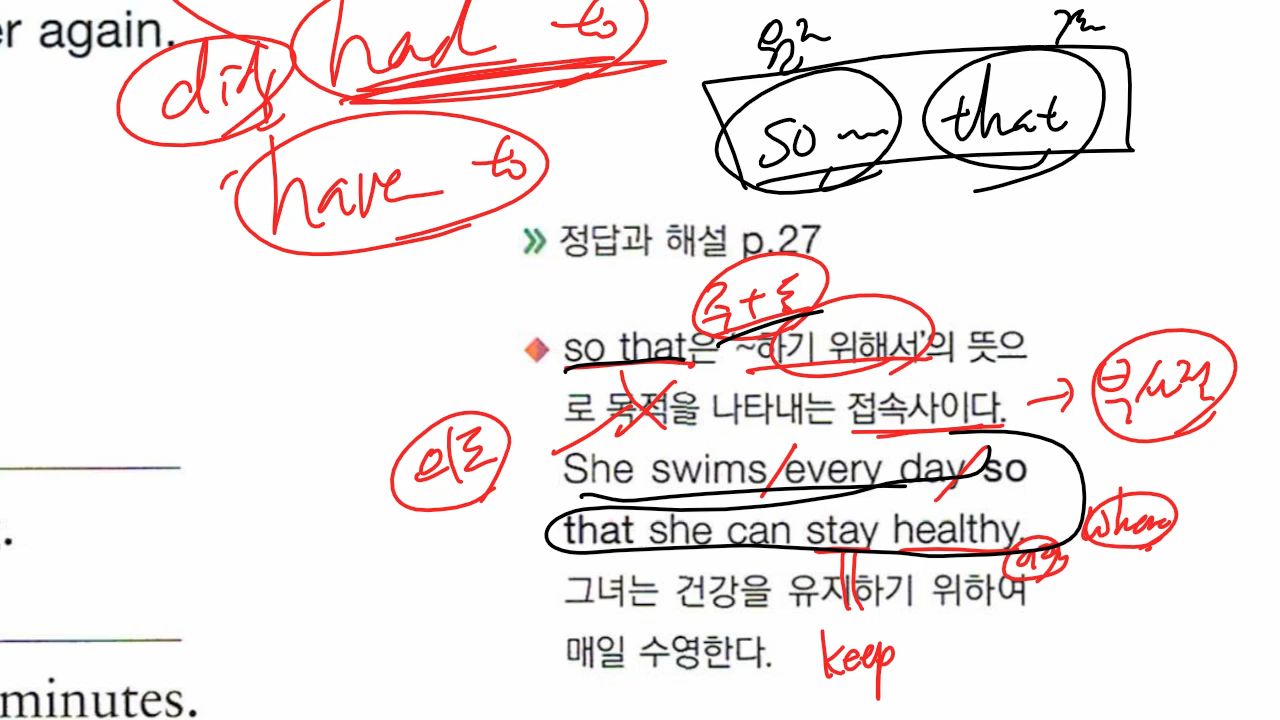 er again.
had to
did
have to
so that
정답과 해설 p.27
주+동
so that은 '~하기 위해서'의 뜻으
로 목적을 나타내는 접속사이다.
의도
She swims every day so
that she can stay healthy.
그녀는 건강을 유지하기 위하여
매일 수영한다.
keep
minutes.